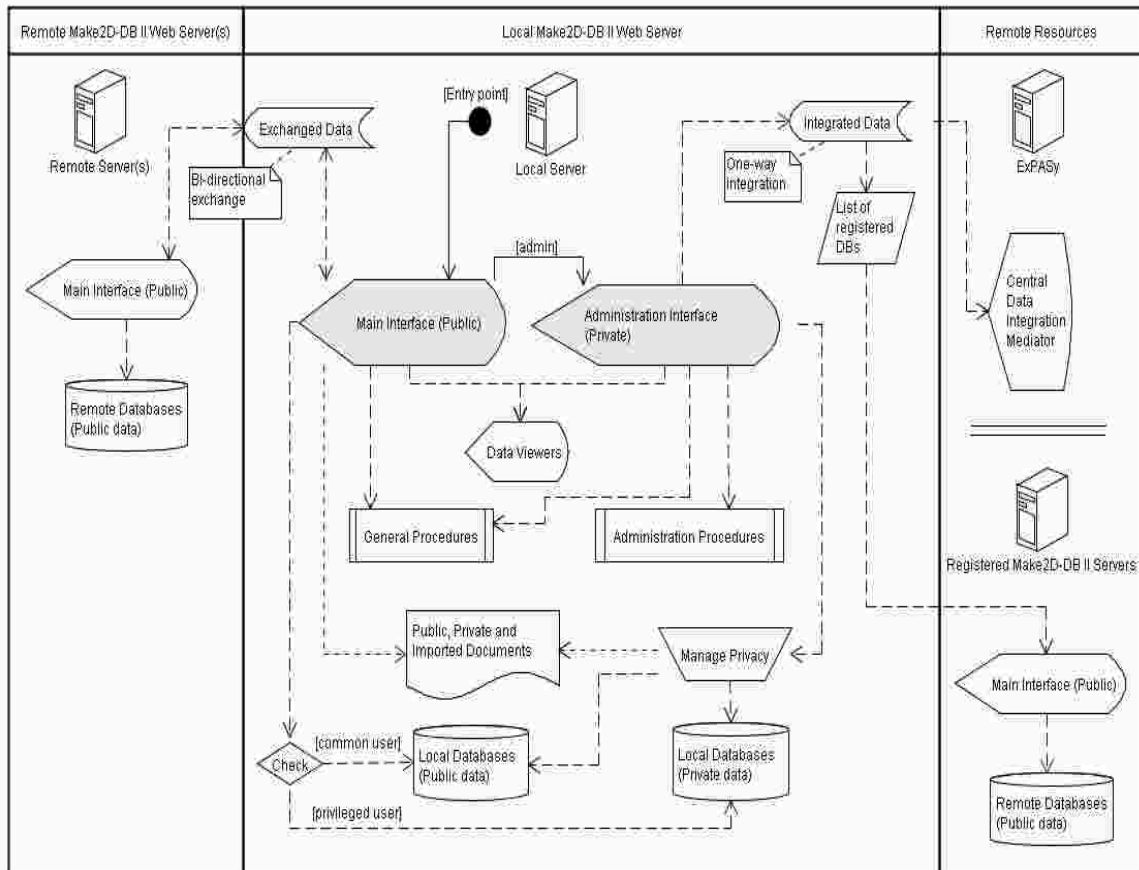 Remote Make2D-DB II Web Server(s)
Local Make2D-DB II Web Server
Remote Resources
[Entry point]
Exchanged Data
Integrated Data
Remote Server(s)
Local Server
ExPASy
Bi-directional
exchange
One-way
integration
List of
registered
DBs
[admin]
Main Interface (Public)
Main Interface (Public)
Administration Interface
(Private)
Central
Data
Integration
Mediator
Remote Databases
(Public data)
Data Viewers
General Procedures
Administration Procedures
Registered Make2D-DB II Servers
Public, Private and
Imported Documents
Manage Privacy
Main Interface (Public)
Check
[common user]
Local Databases
(Public data)
Local Databases
(Private data)
[privileged user]
Remote Databases
(Public data)